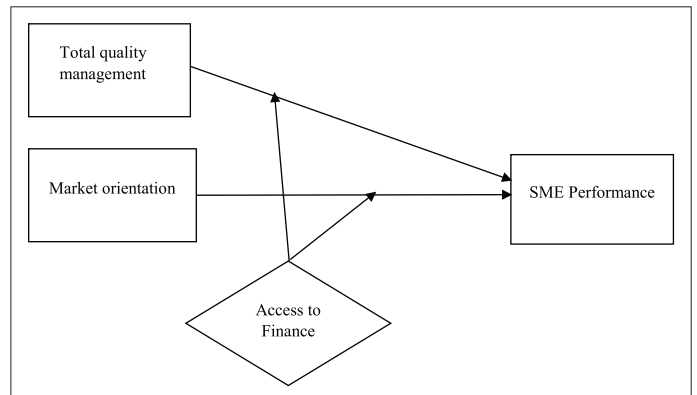 Total quality
management
Market orientation
SME Performance
Access to
Finance